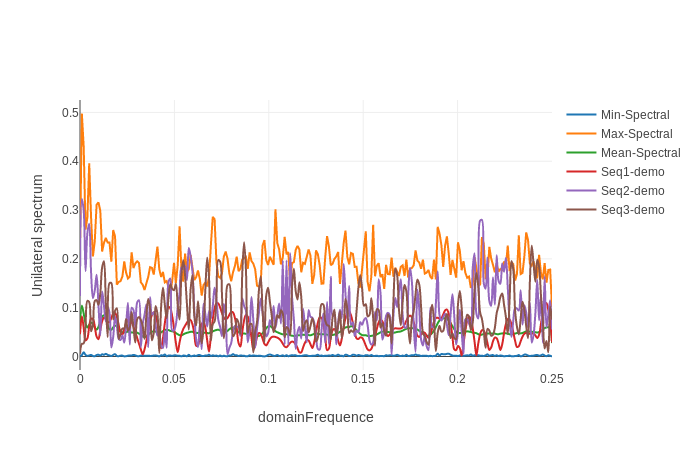 0.5
0.4
0.3
0.2
0.1
0
Unilateral spectrum
0
0.05
0.1
0.15
0.2
0.25
domainFrequence
Min-Spectral
Max-Spectral
Mean-Spectral
Seq1-demo
Seq2-demo
Seq3-demo